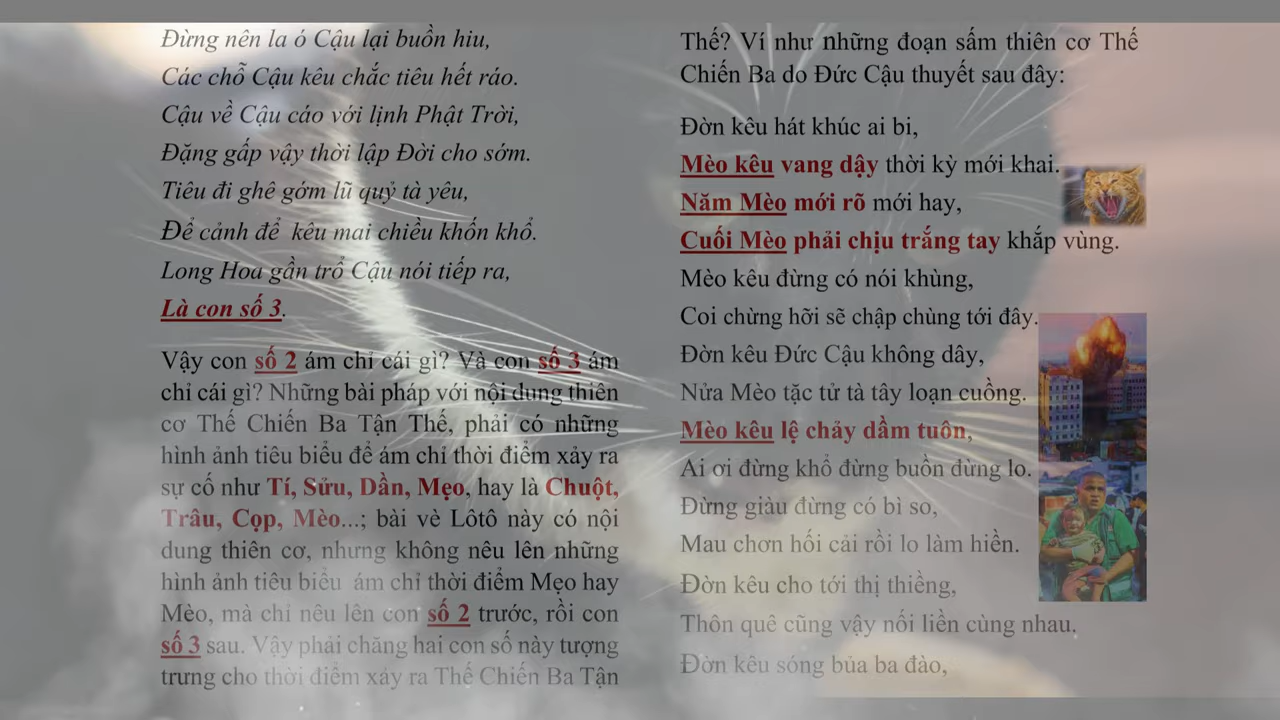 Đừng nên la ó Cậu lại buồn hiu,
Các chỗ Cậu kêu chắc tiêu hết ráo.
Cậu về Cậu cáo với lịnh Phật Trời,
Đặng gấp vậy thời lập Đời cho sớm.
Tiêu đi ghê gớm lũ quỷ tà yêu,
Để cảnh để kêu mai chiều khốn khổ.
Long Hoa gần trổ Cậu nói tiếp ra,
Là con số 3.
Vậy con số 2 ám chỉ cái gì? Và con số 3 ám
chỉ cái gì? Những bài pháp với nội dung thiên
cơ Thế Chiến Ba Tận Thế, phải có những
hình ảnh tiêu biểu để ám chỉ thời điểm xảy ra
sự cố như Tí, Sửu, Dần, Mẹo, hay là Chuột,
Trâu, Cọp, Mèo...; bài vè Lôtô này có nội
dung thiên cơ, nhưng không nêu lên những
hình ảnh tiêu biểu ám chỉ thời điểm Mẹo hay
Mèo, mà chỉ nêu lên con số 2 trước, rồi con
số 3 sau. Vậy phải chăng hai con số này tượng
trưng cho thời điểm xảy ra Thế Chiến Ba Tận
Thế? Ví như những đoạn sấm thiên cơ Thế
Chiến Ba do Đức Cậu thuyết sau đây:
Đờn kêu hát khúc ai bi,
Mèo kêu vang dậy thời kỳ mới khai.
Năm Mèo mới rõ mới hay,
Cuối Mèo phải chịu trắng tay khắp vùng.
Mèo kêu đừng có nói khùng,
Coi chừng hỡi sẽ chập chùng tới đây.
Đờn kêu Đức Cậu không dây,
Nửa Mèo tặc tử tà tây loạn cuồng.
Mèo kêu lệ chảy dầm tuôn,
Ai ơi đừng khổ đừng buồn đừng lo.
Đừng giàu đừng có bì so,
Mau chơn hối cải rồi lo làm hiền.
Đờn kêu cho tới thị thiềng,
Thôn quê cũng vậy nối liền cùng nhau.
Đờn kêu sóng bủa ba đào,